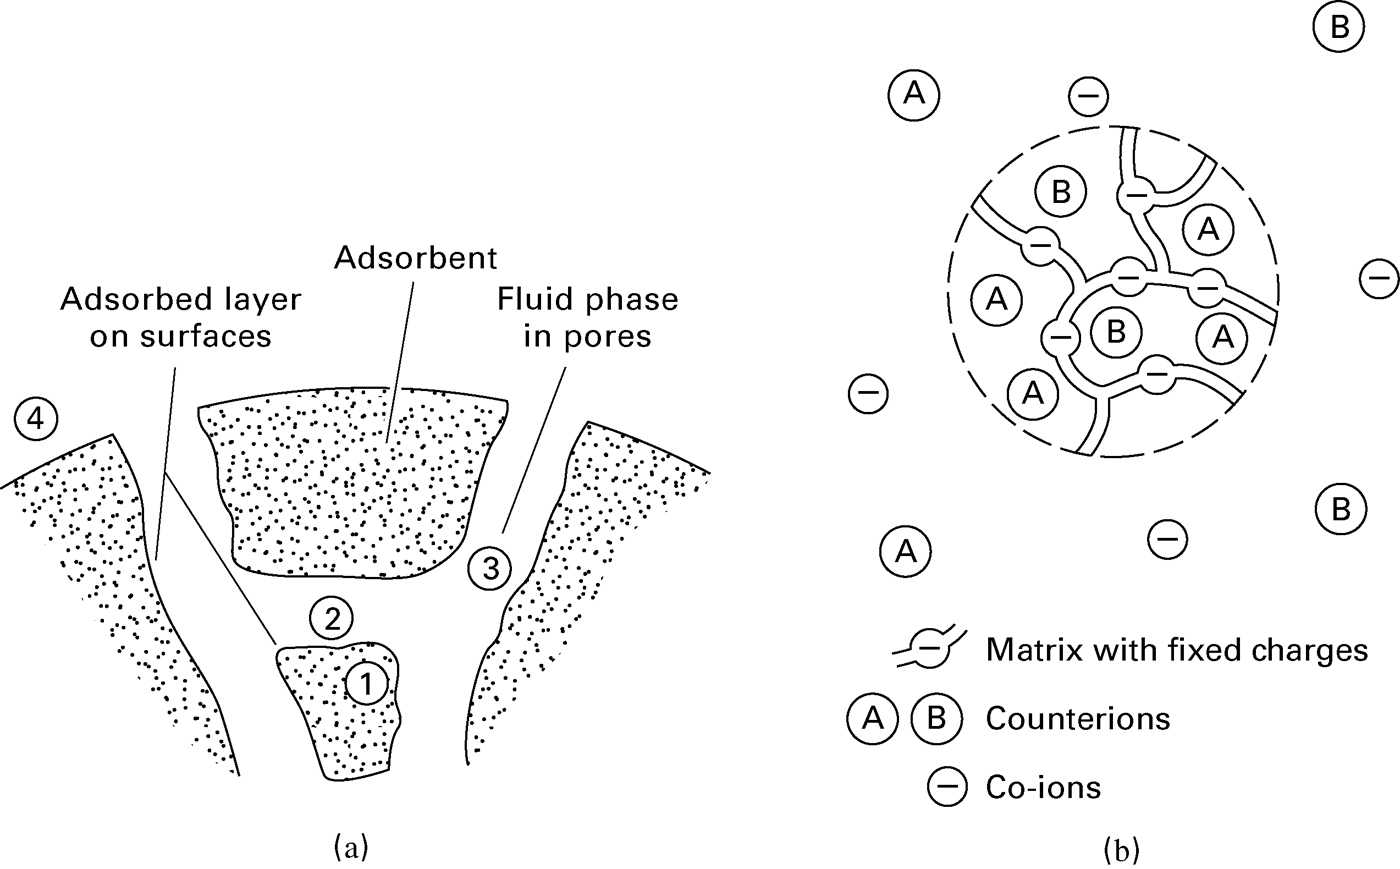 Adsorbent
Adsorbed layer
on surfaces
Fluid phase
in pores
4
3
2
1
(a)
B
A
−
B
−
A
−
A
−
−
−
A
−
B
A
−
−
A
B
A
−
− Matrix with fixed charges
A B Counterions
− Co-ions
(b)